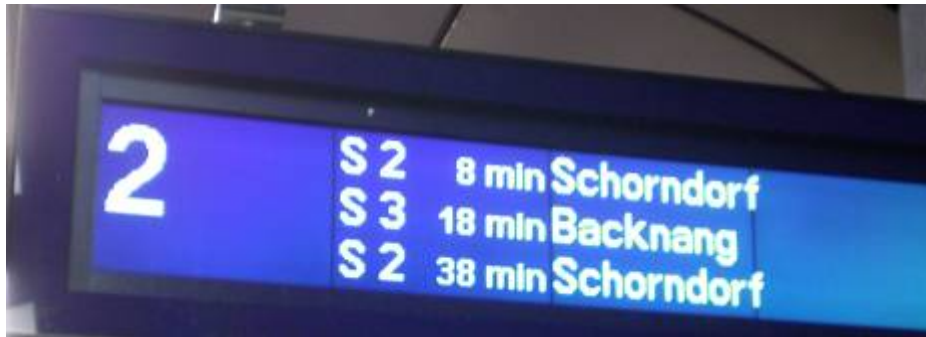 2
S 2 8 min Schorndorf
S 3 18 min Backnang
S 2 38 min Schorndorf